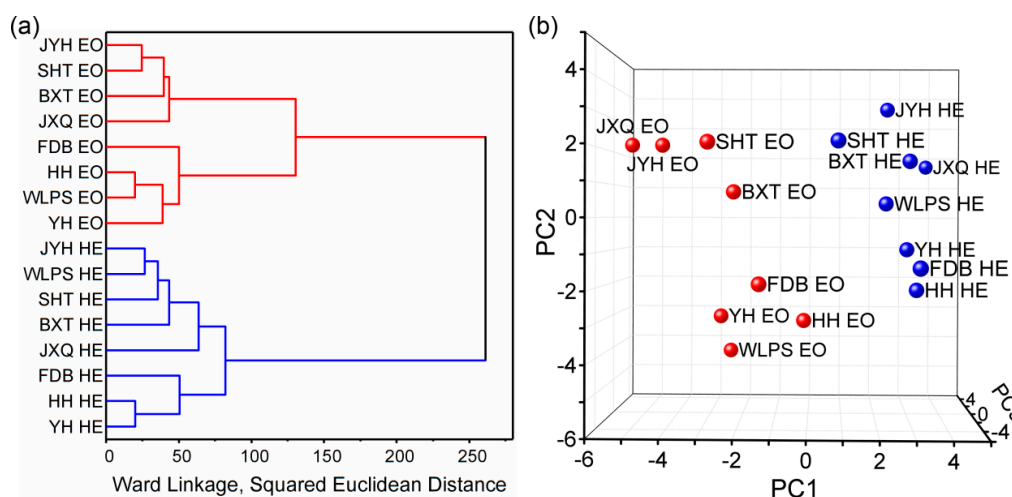 (a)
JYH EO
SHT EO
BXT EO
JXQ EO
FDB EO
HH EO
WLPS EO
YH EO
JYH HE
WLPS HE
SHT HE
BXT HE
JXQ HE
FDB HE
HH HE
YH HE
0 50 100 150 200 250
Ward Linkage, Squared Euclidean Distance
(b)
4
2
0
-2
-4
-6
PC2
JXQ EO
JYH EO
SHT EO
BXT EO
FDB EO
YH EO
HH EO
WLPS EO
JYH HE
SHT HE
BXT HE
JXQ HE
WLPS HE
YH HE
FDB HE
HH HE
-6 -4 -2 0 2 4
PC1
4
0
-4